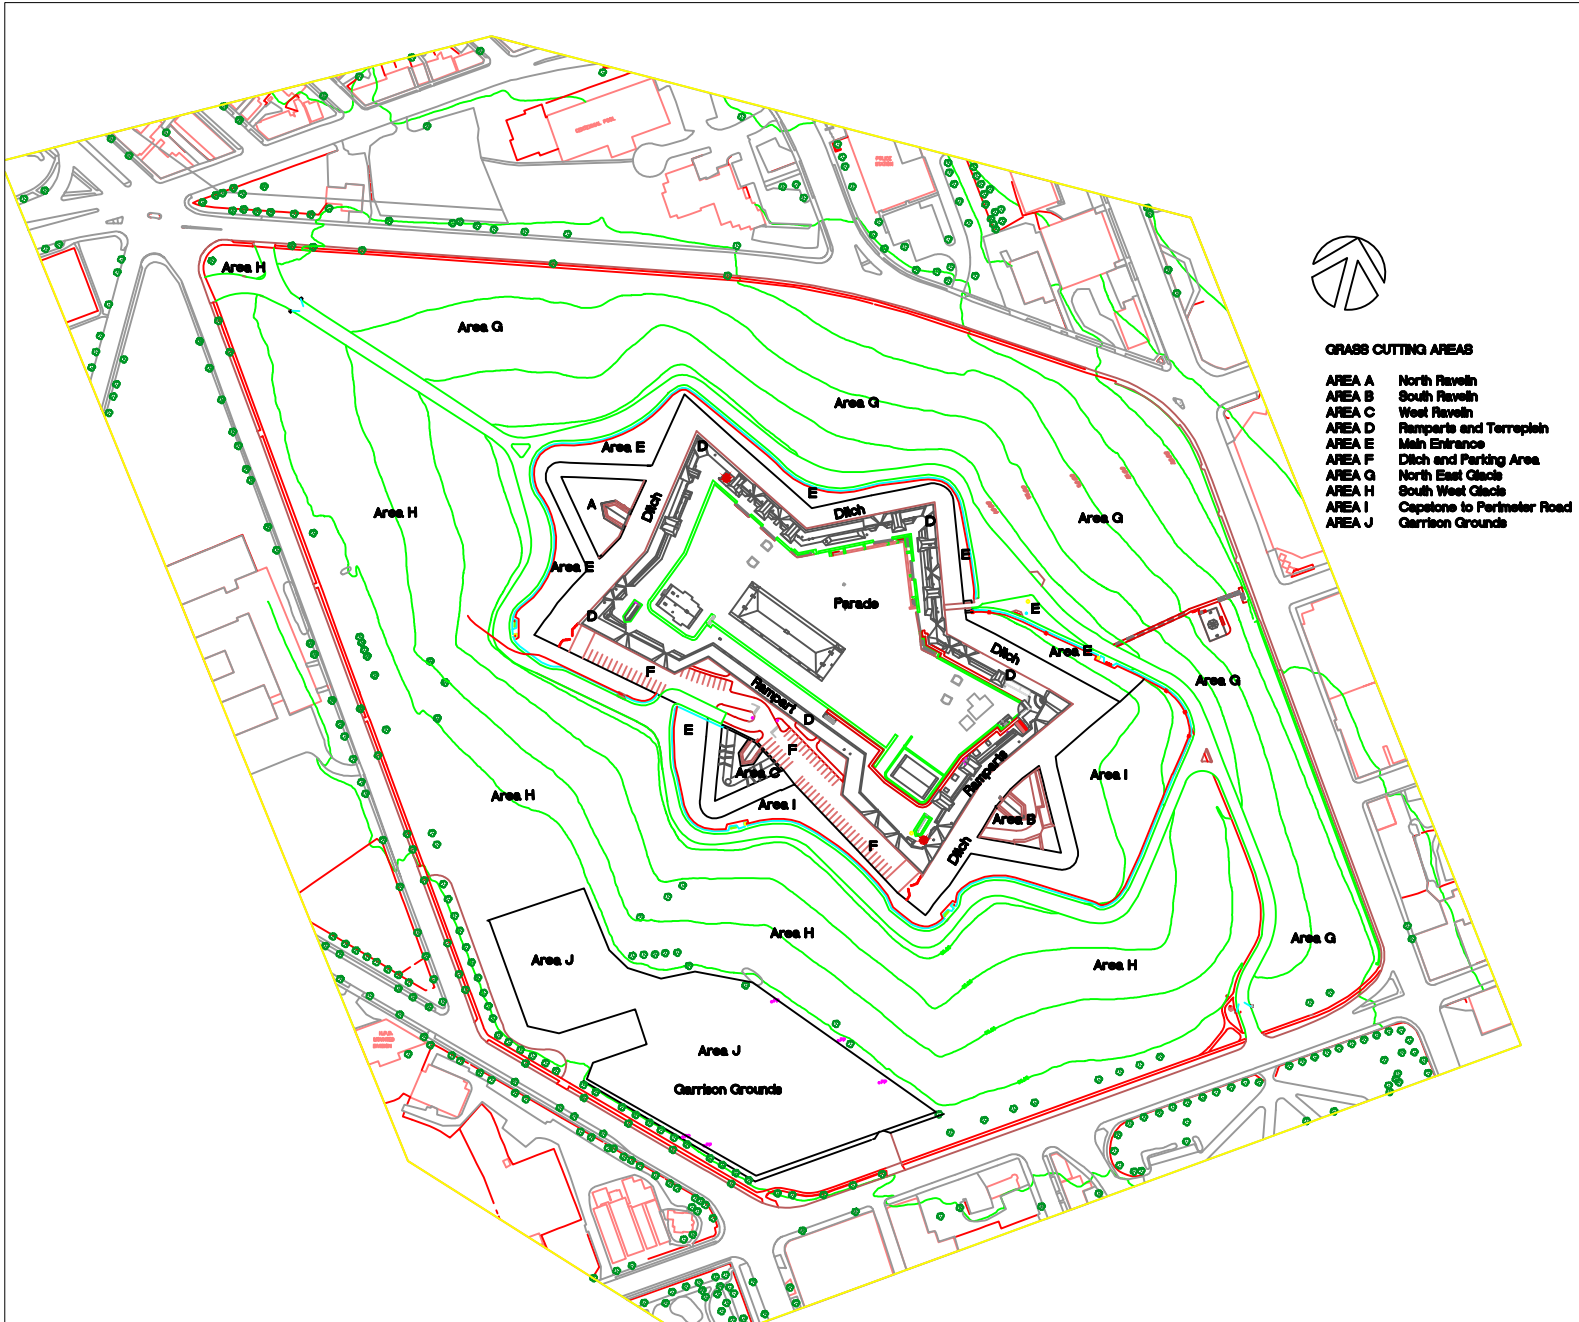 Area H
Area G
Area G
Area E
D
E
A
Ditch
Ditch
D
Area H
Area G
E
Area E
Parade
E
D
Ditch
Area E
F
D
Area G
Rampart
D
E
F
Area C
Ramparts
Area I
Area H
Area I
Area B
F
Ditch
Area H
Area G
Area J
Area H
Area J
Garrison Grounds
GRASS CUTTING AREAS
AREA A North Ravelin
AREA B South Ravelin
AREA C West Ravelin
AREA D Ramparts and Terreplein
AREA E Main Entrance
AREA F Ditch and Parking Area
AREA G North East Glacis
AREA H South West Glacis
AREA I Capstone to Perimeter Road
AREA J Garrison Grounds